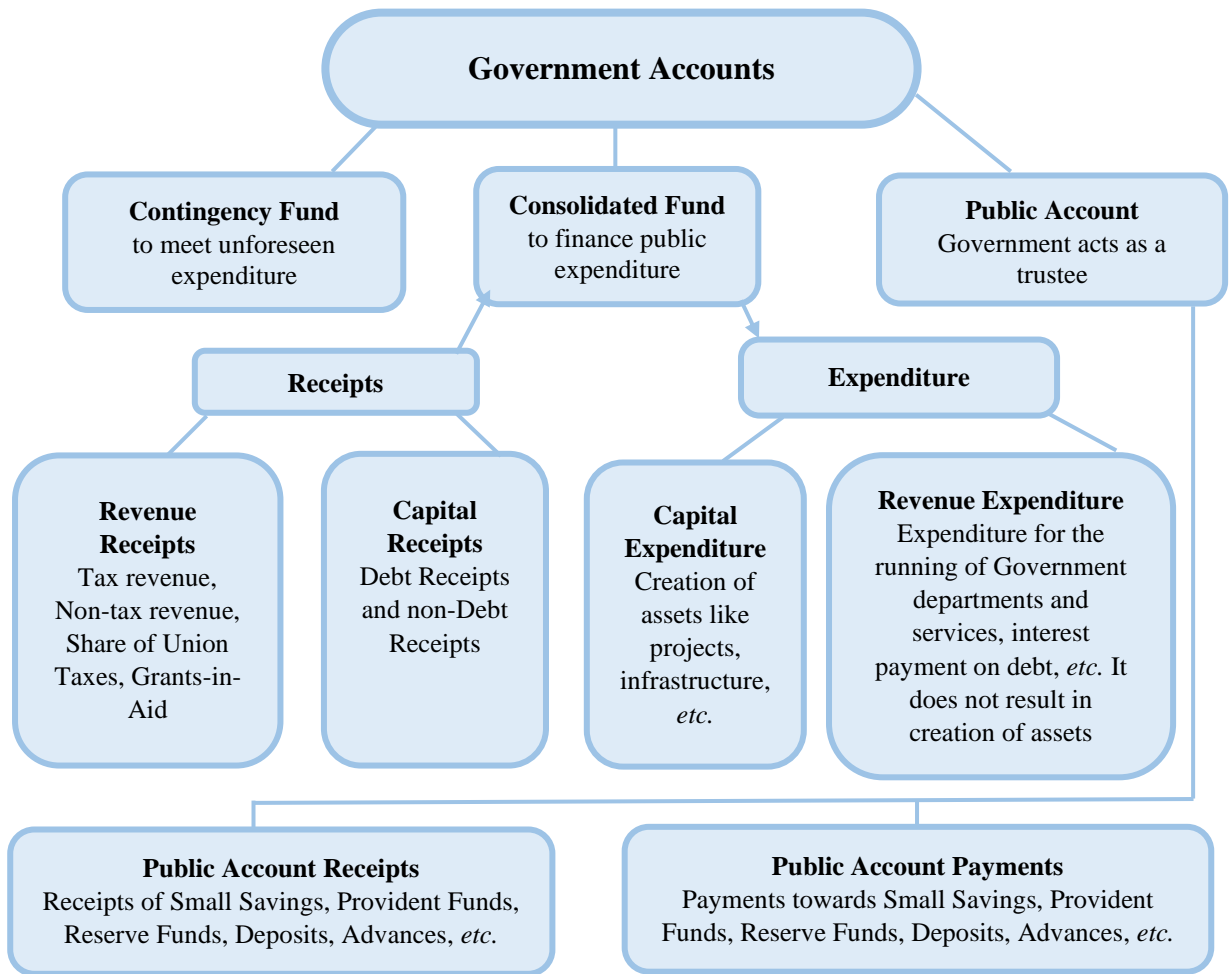 Government Accounts
Contingency Fund
to meet unforeseen
expenditure
Consolidated Fund
to finance public
expenditure
Public Account
Government acts as a
trustee
Receipts
Expenditure
Revenue
Receipts
Tax revenue,
Non-tax revenue,
Share of Union
Taxes, Grants-in-
Aid
Capital
Receipts
Debt Receipts
and non-Debt
Receipts
Capital
Expenditure
Creation of
assets like
projects,
infrastructure,
etc.
Revenue Expenditure
Expenditure for the
running of Government
departments and
services, interest
payment on debt, etc. It
does not result in
creation of assets
Public Account Receipts
Receipts of Small Savings, Provident Funds,
Reserve Funds, Deposits, Advances, etc.
Public Account Payments
Payments towards Small Savings, Provident
Funds, Reserve Funds, Deposits, Advances, etc.